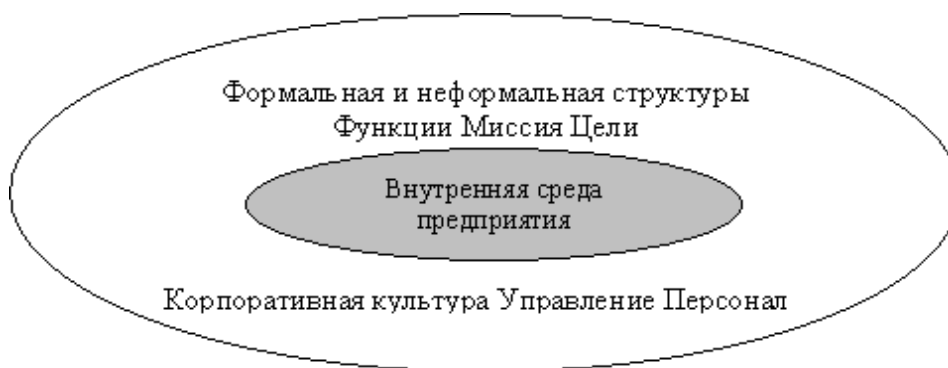 Формальная и неформальная структуры
Функции Миссия Цели
Внутренняя среда
предприятия
Корпоративная культура Управление Персонал